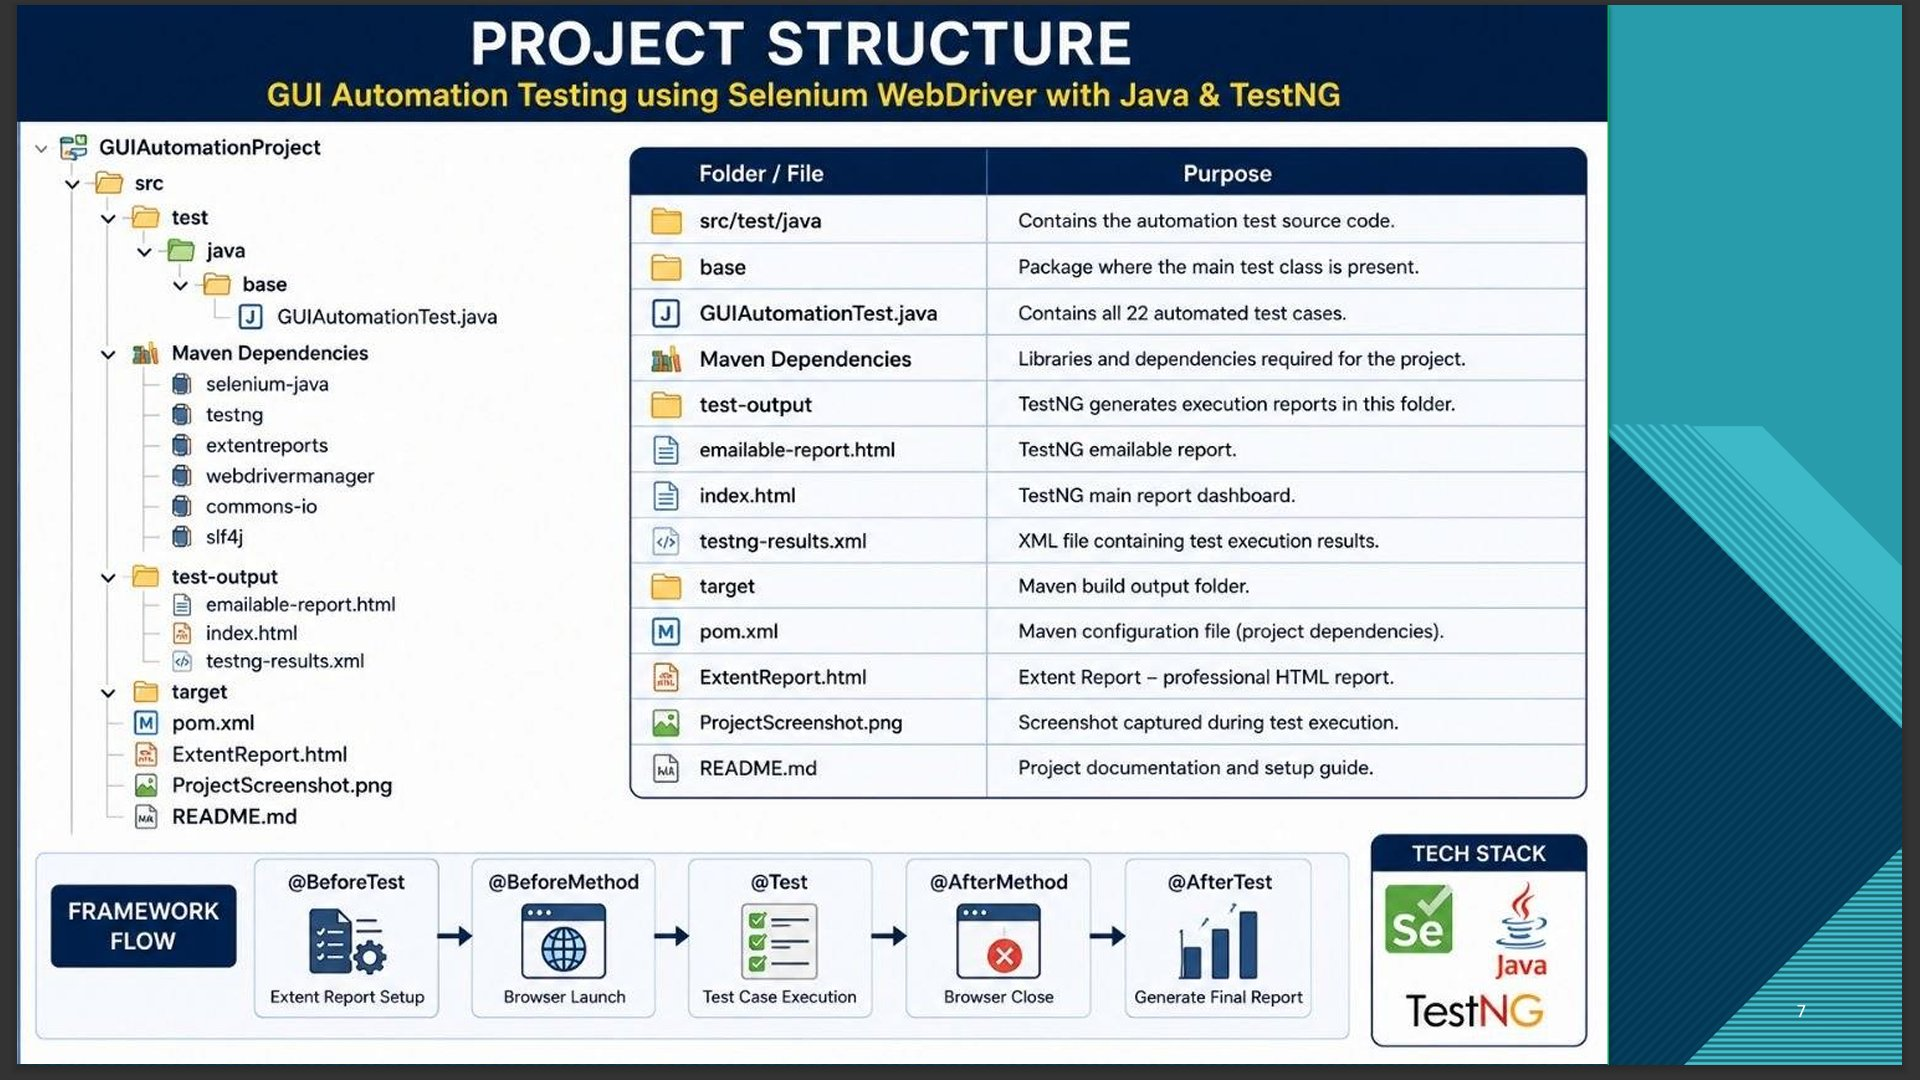 PROJECT STRUCTURE
GUI Automation Testing using Selenium WebDriver with Java & TestNG
GUIAutomationProject
src
test
java
base
J GUIAutomationTest.java
Maven Dependencies
selenium-java
testng
extentreports
webdrivermanager
commons-io
slf4j
test-output
emailable-report.html
index.html
</> testng-results.xml
target
M pom.xml
ExtentReport.html
ProjectScreenshot.png
README.md
Folder / File Purpose
src/test/java Contains the automation test source code.
base Package where the main test class is present.
J GUIAutomationTest.java Contains all 22 automated test cases.
Maven Dependencies Libraries and dependencies required for the project.
test-output TestNG generates execution reports in this folder.
emailable-report.html TestNG emailable report.
index.html TestNG main report dashboard.
</> testng-results.xml XML file containing test execution results.
target Maven build output folder.
M pom.xml Maven configuration file (project dependencies).
ExtentReport.html Extent Report – professional HTML report.
ProjectScreenshot.png Screenshot captured during test execution.
README.md Project documentation and setup guide.
FRAMEWORK
FLOW
@BeforeTest
Extent Report Setup
@BeforeMethod
Browser Launch
@Test
Test Case Execution
@AfterMethod
Browser Close
@AfterTest
Generate Final Report
TECH STACK
Se
Java
TestNG
7